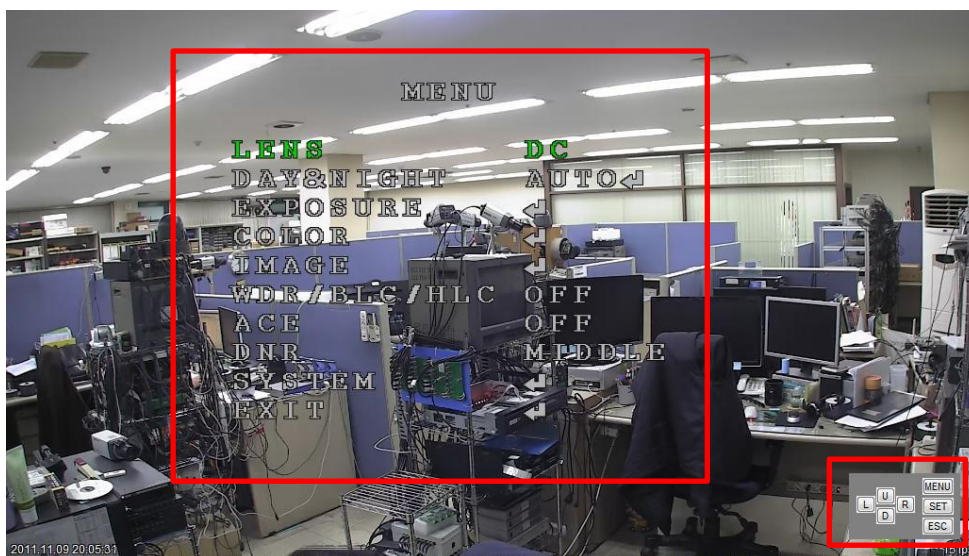 MENU
LENS DC
DAY&NIGHT AUTO↵
EXPOSURE ↵
COLOR ↵
IMAGE ↵
WDR/BLC/HLC OFF
ACE OFF
DNR MIDDLE
SYSTEM ↵
EXIT ↵
U MENU
L R SET
D ESC
2011.11.09 20:05:31